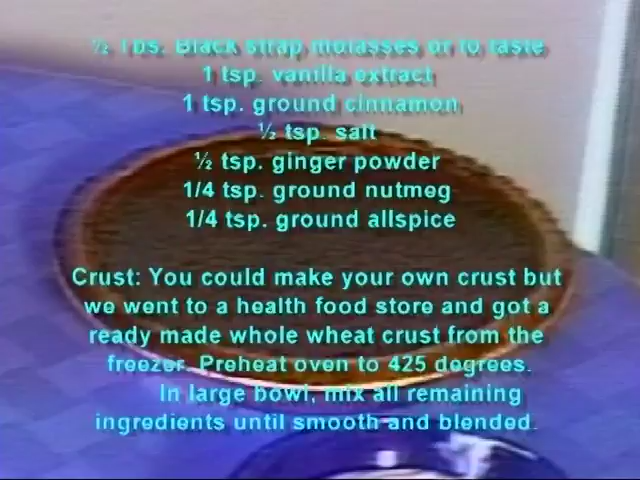 ½ Tbs. Black strap molasses or to taste
1 tsp. vanilla extract
1 tsp. ground cinnamon
½ tsp. salt
½ tsp. ginger powder
1/4 tsp. ground nutmeg
1/4 tsp. ground allspice
Crust: You could make your own crust but
we went to a health food store and got a
ready made whole wheat crust from the
freezer. Preheat oven to 425 degrees.
In large bowl, mix all remaining
ingredients until smooth and blended.